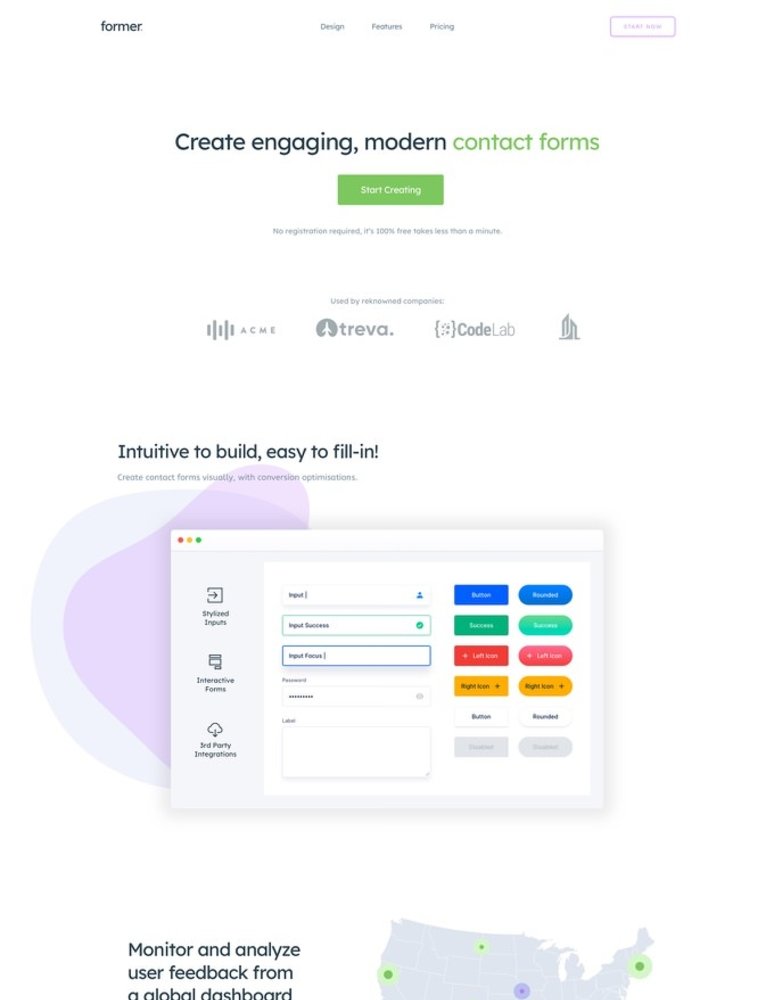 former.
Design
Features
Pricing
START NOW
Create engaging, modern contact forms
Start Creating
No registration required, it's 100% free takes less than a minute.
Used by reknowned companies:
ACME
treva.
{ }CodeLab
Intuitive to build, easy to fill-in!
Create contact forms visually, with conversion optimisations.
Stylized
Inputs
Interactive
Forms
3rd Party
Integrations
Input |
Input Success
Input Focus |
Password
•••••••••
Label
Button
Rounded
Success
Success
+ Left Icon
+ Left Icon
Right Icon +
Right Icon +
Button
Rounded
Disabled
Disabled
Monitor and analyze
user feedback from
a global dashboard